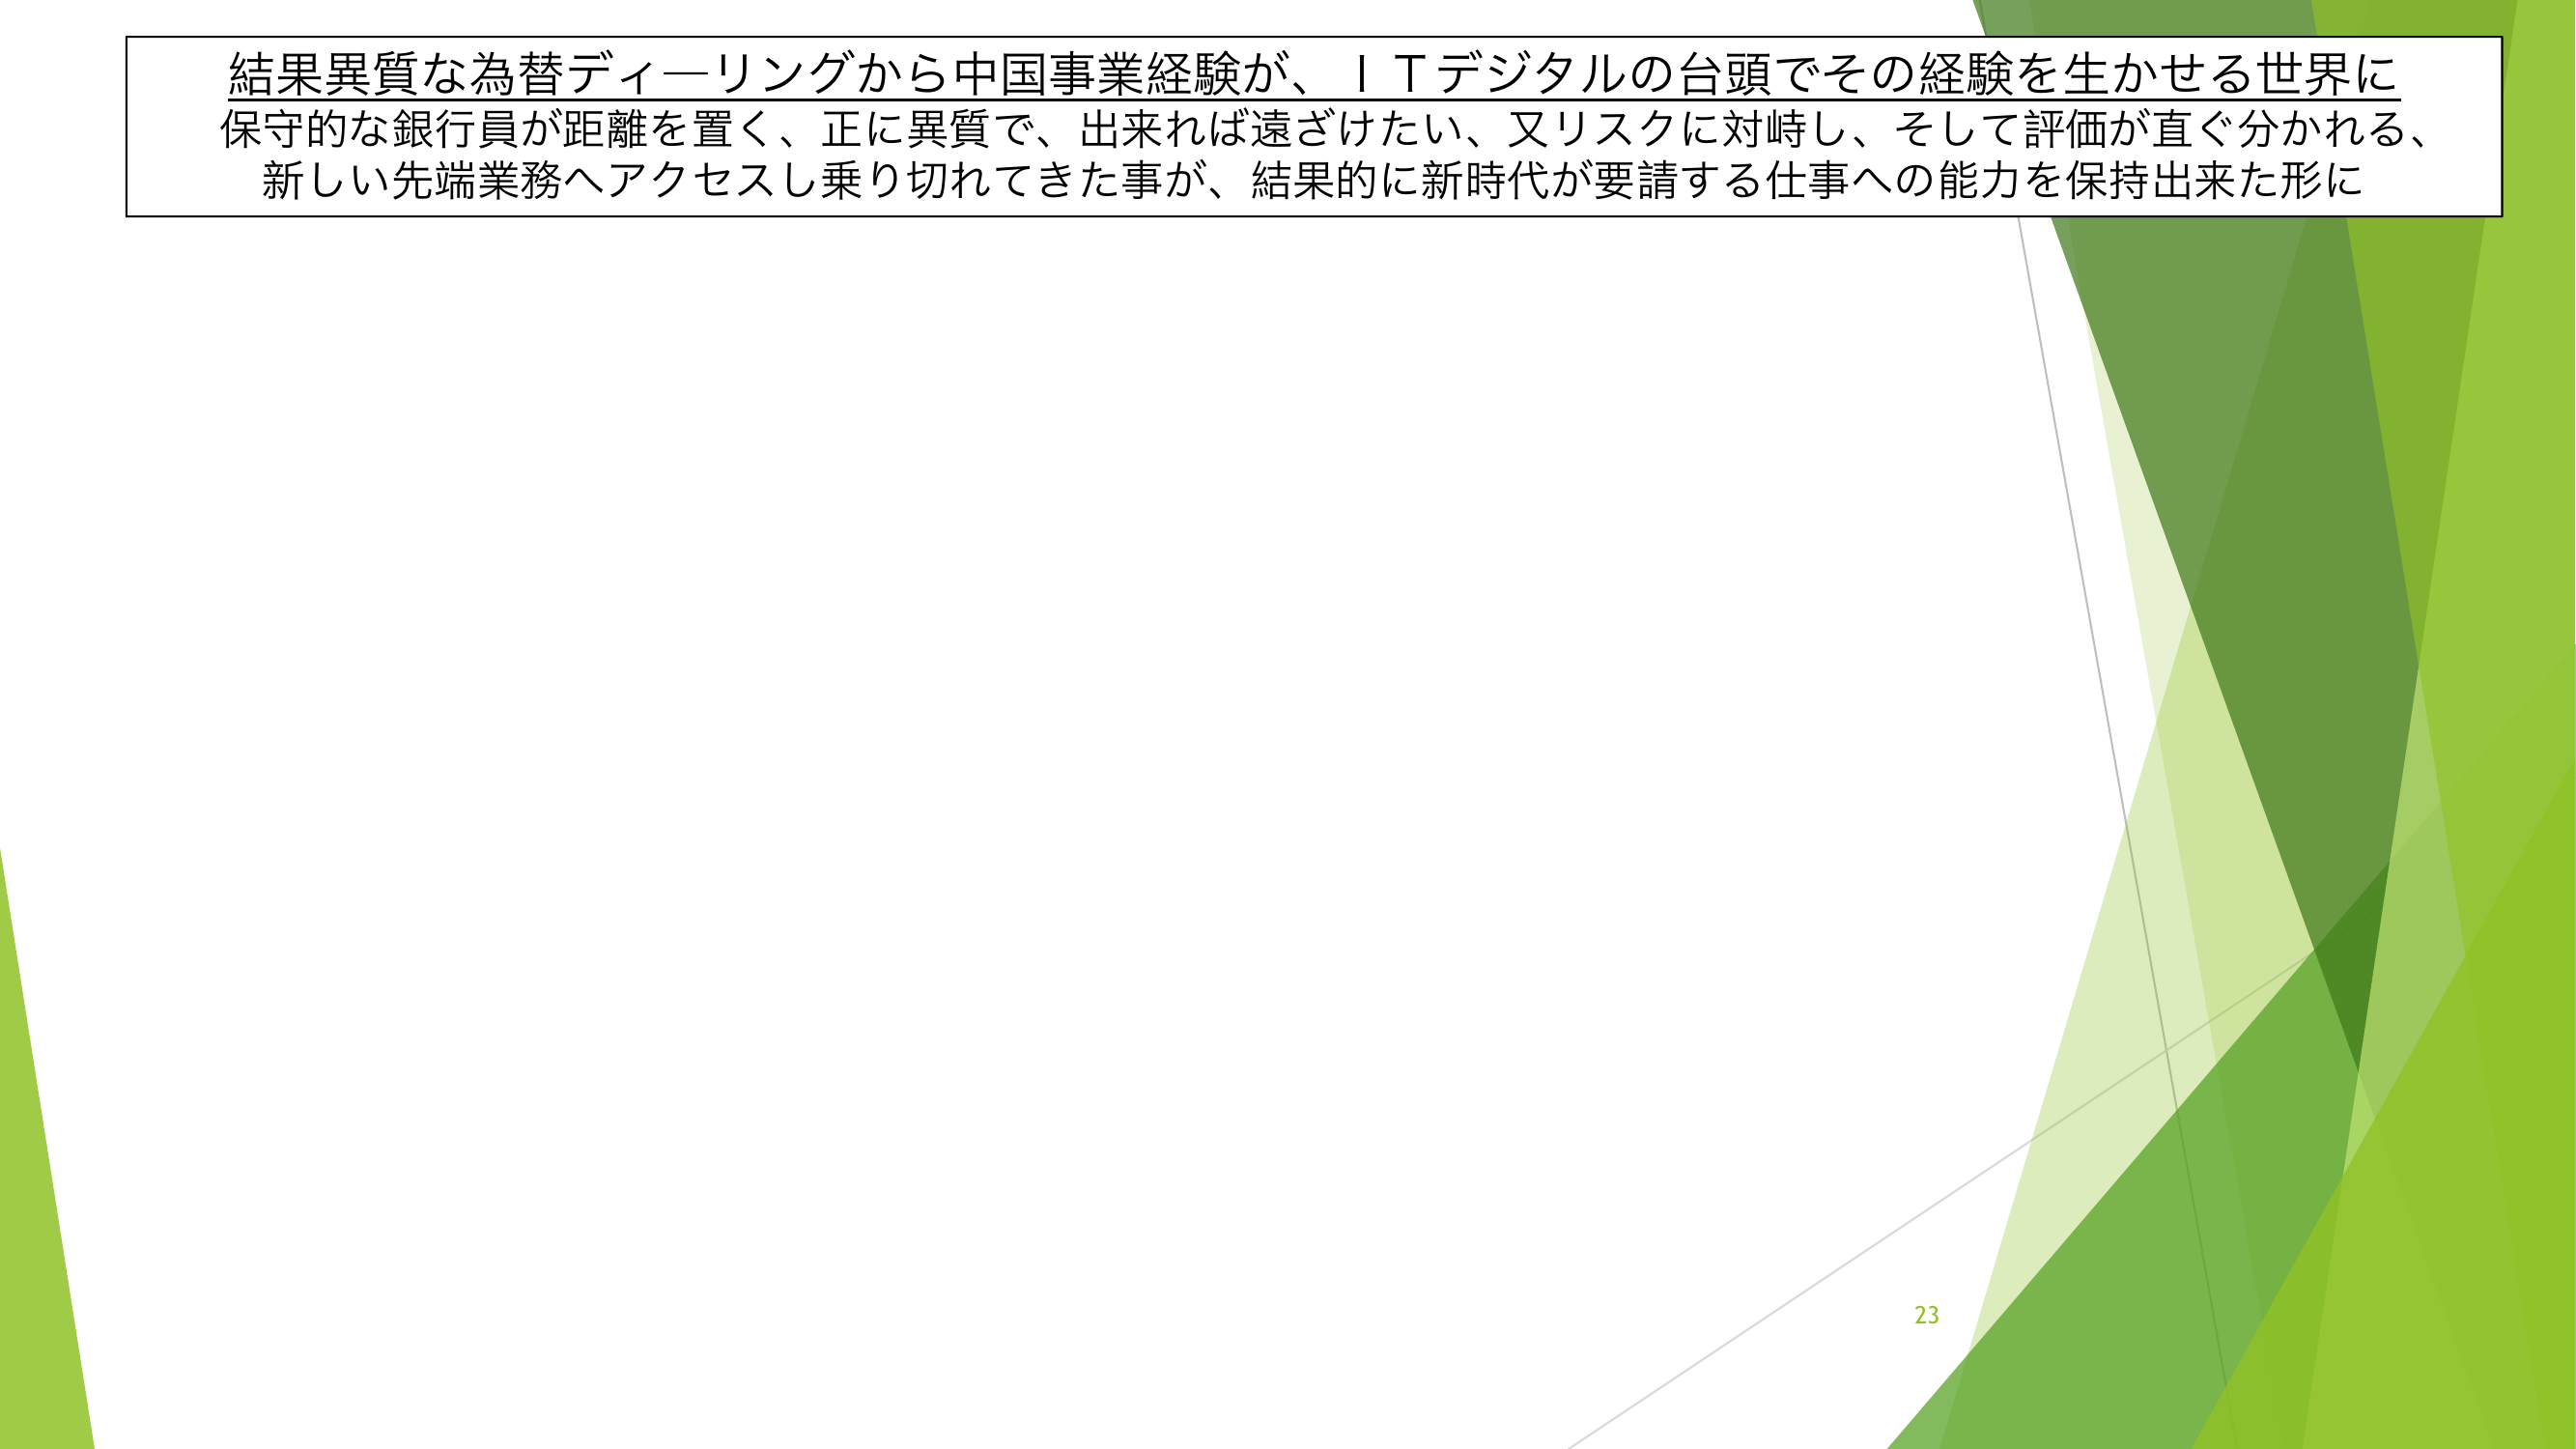 結果異質な為替ディ―リングから中国事業経験が、ＩＴデジタルの台頭でその経験を生かせる世界に
保守的な銀行員が距離を置く、正に異質で、出来れば遠ざけたい、又リスクに対峙し、そして評価が直ぐ分かれる、
新しい先端業務へアクセスし乗り切れてきた事が、結果的に新時代が要請する仕事への能力を保持出来た形に
23